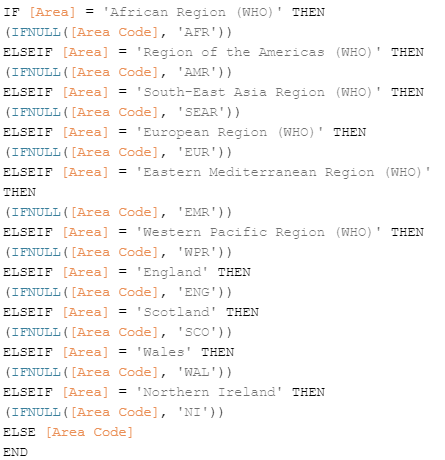 IF [Area] = 'African Region (WHO)' THEN
(IFNULL([Area Code], 'AFR'))
ELSEIF [Area] = 'Region of the Americas (WHO)' THEN
(IFNULL([Area Code], 'AMR'))
ELSEIF [Area] = 'South-East Asia Region (WHO)' THEN
(IFNULL([Area Code], 'SEAR'))
ELSEIF [Area] = 'European Region (WHO)' THEN
(IFNULL([Area Code], 'EUR'))
ELSEIF [Area] = 'Eastern Mediterranean Region (WHO)'
THEN
(IFNULL([Area Code], 'EMR'))
ELSEIF [Area] = 'Western Pacific Region (WHO)' THEN
(IFNULL([Area Code], 'WPR'))
ELSEIF [Area] = 'England' THEN
(IFNULL([Area Code], 'ENG'))
ELSEIF [Area] = 'Scotland' THEN
(IFNULL([Area Code], 'SCO'))
ELSEIF [Area] = 'Wales' THEN
(IFNULL([Area Code], 'WAL'))
ELSEIF [Area] = 'Northern Ireland' THEN
(IFNULL([Area Code], 'NI'))
ELSE [Area Code]
END